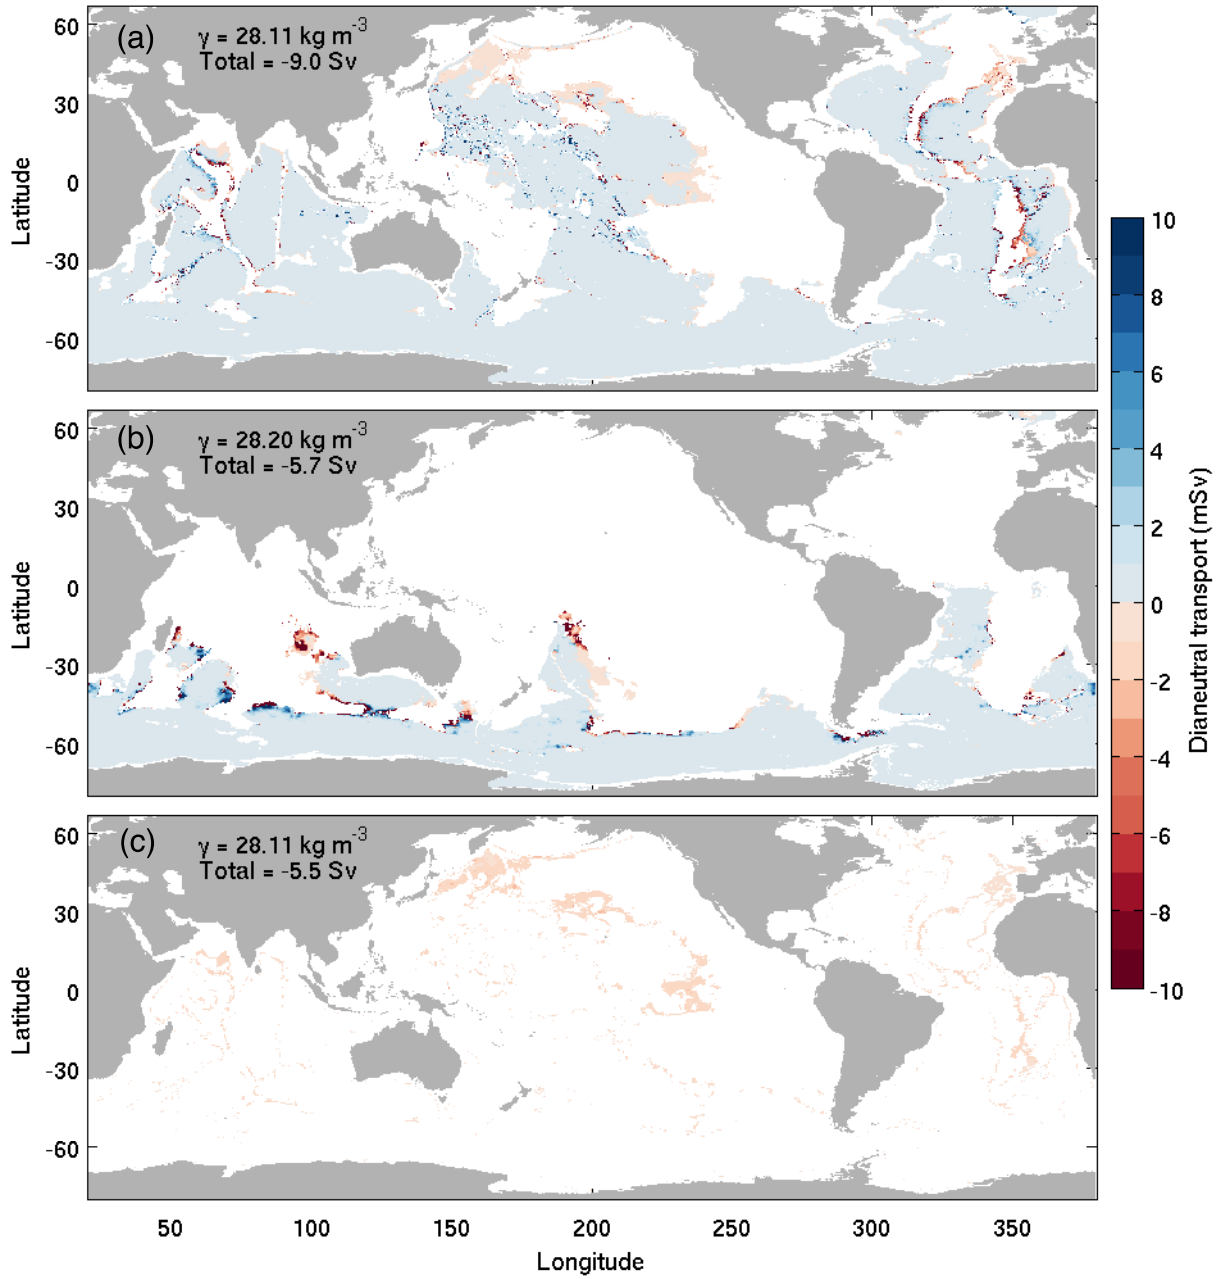 (a)
γ = 28.11 kg m⁻³
Total = -9.0 Sv
60
30
0
-30
-60
Latitude
(b)
γ = 28.20 kg m⁻³
Total = -5.7 Sv
60
30
0
-30
-60
Latitude
(c)
γ = 28.11 kg m⁻³
Total = -5.5 Sv
60
30
0
-30
-60
Latitude
50 100 150 200 250 300 350
Longitude
10
8
6
4
2
0
-2
-4
-6
-8
-10
Dianeutral transport (mSv)